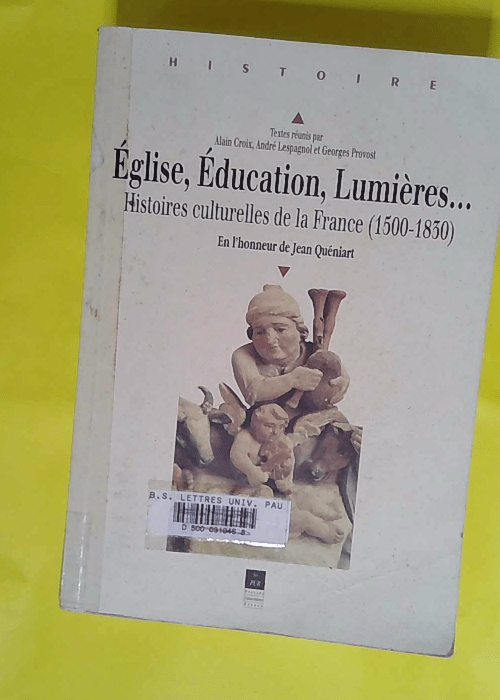 HISTOIRE
Textes réunis par
Alain Croix, André Lespagnol et Georges Provost
Église, Éducation, Lumières...
Histoires culturelles de la France (1500-1830)
En l'honneur de Jean Quéniart
B.S. LETTRES UNIV. PAU
PUR